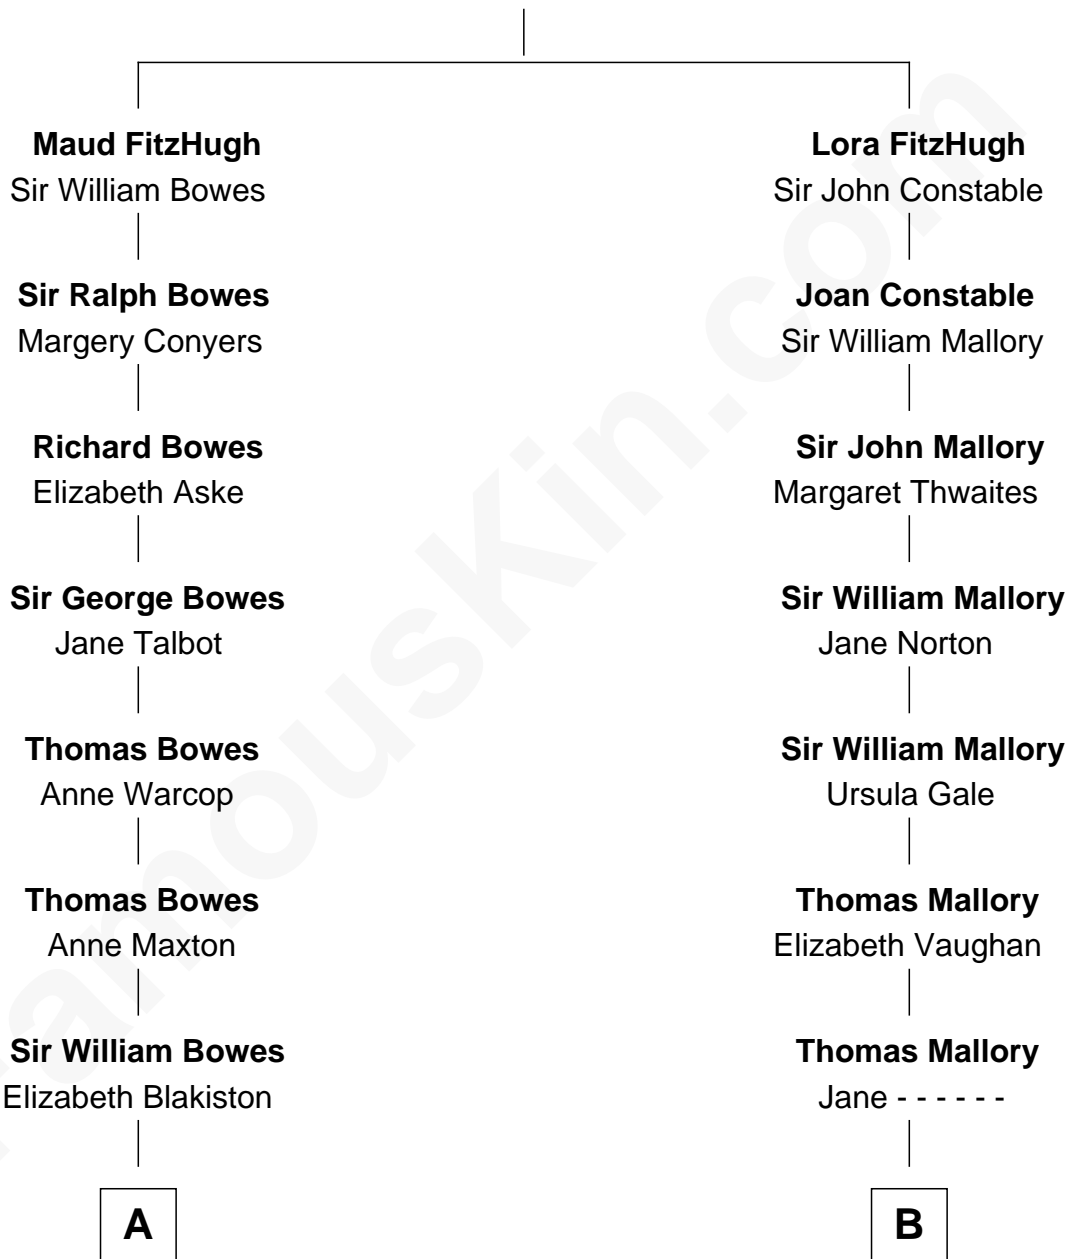 Maud FitzHugh
Sir William Bowes
Sir Ralph Bowes
Margery Conyers
Richard Bowes
Elizabeth Aske
Sir George Bowes
Jane Talbot
Thomas Bowes
Anne Warcop
Thomas Bowes
Anne Maxton
Sir William Bowes
Elizabeth Blakiston
A
Lora FitzHugh
Sir John Constable
Joan Constable
Sir William Mallory
Sir John Mallory
Margaret Thwaites
Sir William Mallory
Jane Norton
Sir William Mallory
Ursula Gale
Thomas Mallory
Elizabeth Vaughan
Thomas Mallory
Jane - - - - - -
B
FamousKin.com